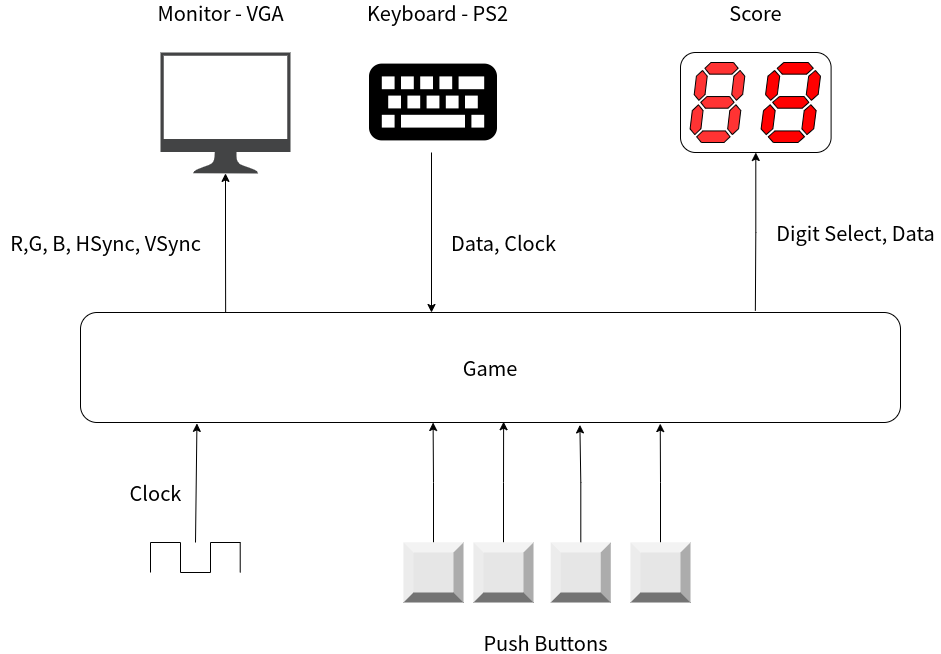 Monitor - VGA
Keyboard - PS2
Score
R,G, B, HSync, VSync
Data, Clock
Digit Select, Data
Game
Clock
Push Buttons